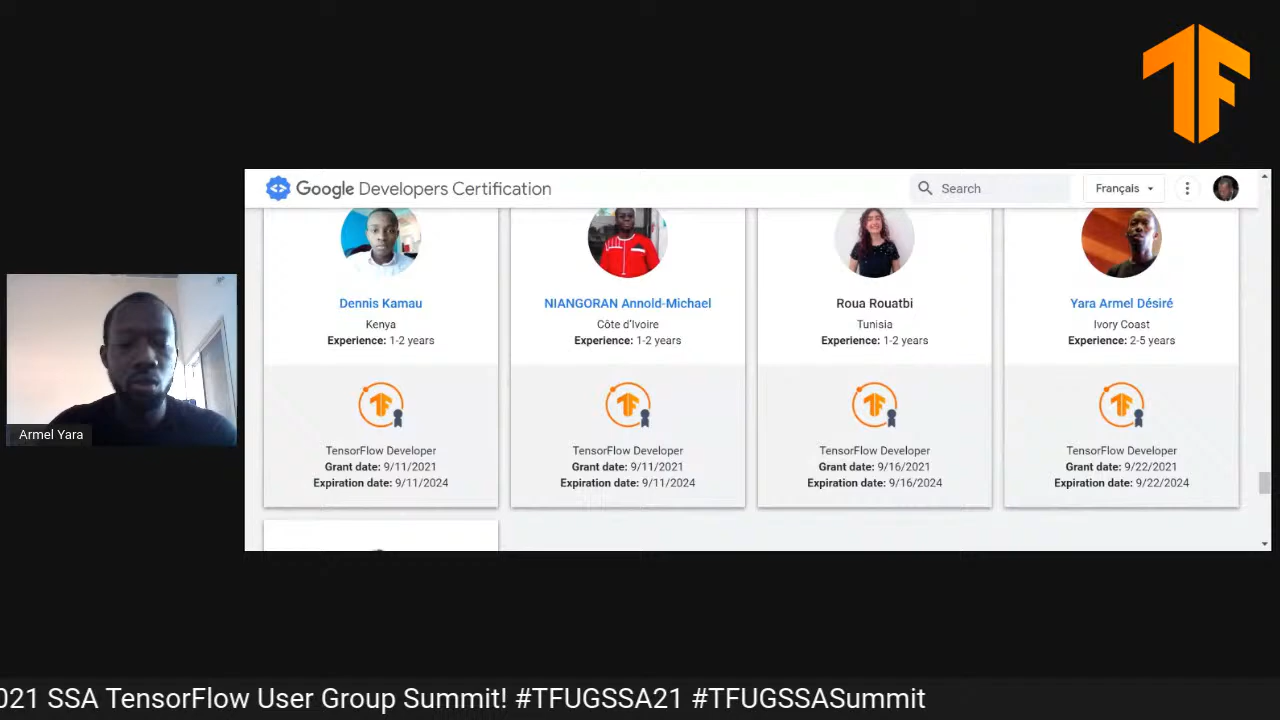 Google Developers Certification
Search
Français
Dennis Kamau
Kenya
Experience: 1-2 years
TensorFlow Developer
Grant date: 9/11/2021
Expiration date: 9/11/2024
NIANGORAN Annold-Michael
Côte d'Ivoire
Experience: 1-2 years
TensorFlow Developer
Grant date: 9/11/2021
Expiration date: 9/11/2024
Roua Rouatbi
Tunisia
Experience: 1-2 years
TensorFlow Developer
Grant date: 9/16/2021
Expiration date: 9/16/2024
Yara Armel Désiré
Ivory Coast
Experience: 2-5 years
TensorFlow Developer
Grant date: 9/22/2021
Expiration date: 9/22/2024
Armel Yara
021 SSA TensorFlow User Group Summit! #TFUGSSA21 #TFUGSSASummit